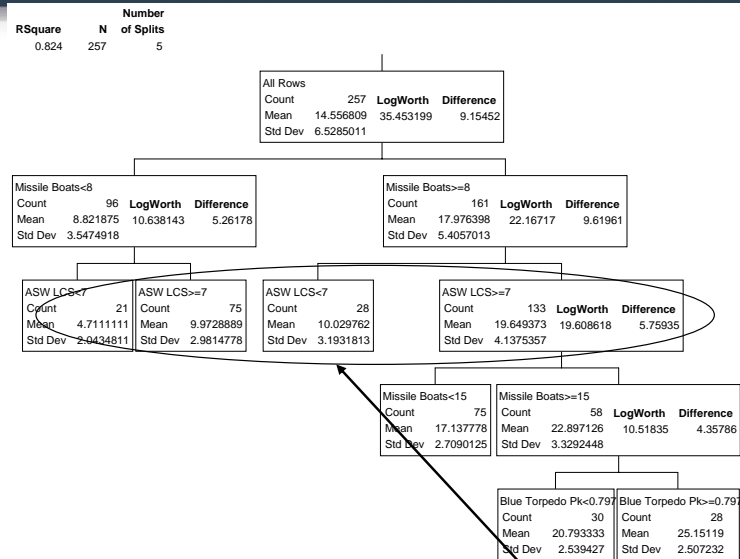 Number
RSquare N of Splits
0.824 257 5
All Rows
Count 257 LogWorth Difference
Mean 14.556809 35.453199 9.15452
Std Dev 6.5285011
Missile Boats<8
Count 96 LogWorth Difference
Mean 8.821875 10.638143 5.26178
Std Dev 3.5474918
Missile Boats>=8
Count 161 LogWorth Difference
Mean 17.976398 22.16717 9.61961
Std Dev 5.4057013
ASW LCS<7
Count 21
Mean 4.7111111
Std Dev 2.0434811
ASW LCS>=7
Count 75
Mean 9.9728889
Std Dev 2.9814778
ASW LCS<7
Count 28
Mean 10.029762
Std Dev 3.1931813
ASW LCS>=7
Count 133 LogWorth Difference
Mean 19.649373 19.608618 5.75935
Std Dev 4.1375357
Missile Boats<15
Count 75
Mean 17.137778
Std Dev 2.7090125
Missile Boats>=15
Count 58 LogWorth Difference
Mean 22.897126 10.51835 4.35786
Std Dev 3.3292448
Blue Torpedo Pk<0.797
Count 30
Mean 20.793333
Std Dev 2.539427
Blue Torpedo Pk>=0.797
Count 28
Mean 25.15119
Std Dev 2.507232